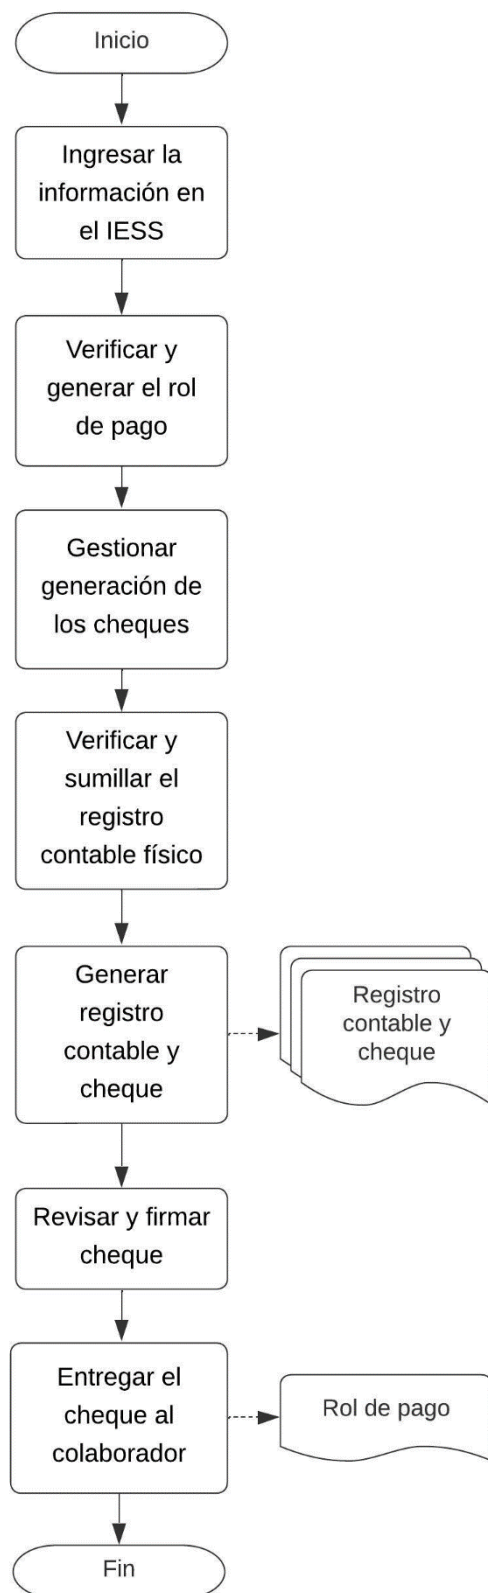 Inicio
Ingresar la
información en
el IESS
Verificar y
generar el rol
de pago
Gestionar
generación de
los cheques
Verificar y
sumillar el
registro
contable físico
Generar
registro
contable y
cheque
Registro
contable y
cheque
Revisar y firmar
cheque
Entregar el
cheque al
colaborador
Rol de pago
Fin